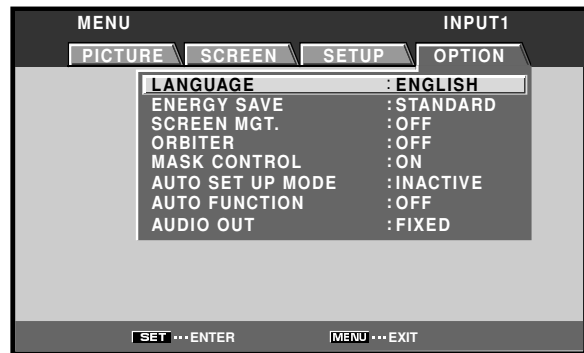 MENU INPUT1
PICTURE SCREEN SETUP OPTION
LANGUAGE :ENGLISH
ENERGY SAVE :STANDARD
SCREEN MGT. :OFF
ORBITER :OFF
MASK CONTROL :ON
AUTO SET UP MODE :INACTIVE
AUTO FUNCTION :OFF
AUDIO OUT :FIXED
SET ···ENTER MENU ···EXIT